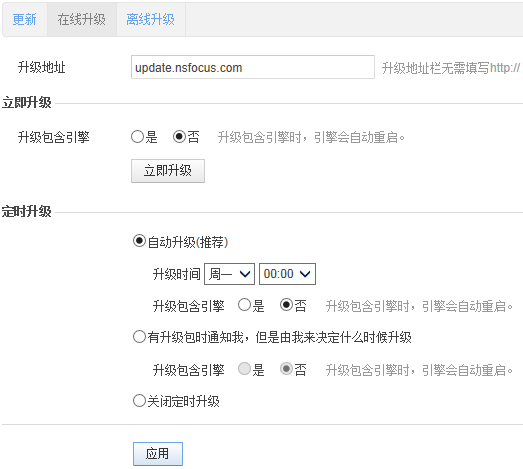 更新 在线升级 离线升级
升级地址 update.nsfocus.com 升级地址栏无需填写http://
立即升级
升级包含引擎 是 否 升级包含引擎时，引擎会自动重启。
立即升级
定时升级
自动升级(推荐)
升级时间 周一 00:00
升级包含引擎 是 否 升级包含引擎时，引擎会自动重启。
有升级包时通知我，但是由我来决定什么时候升级
升级包含引擎 是 否 升级包含引擎时，引擎会自动重启。
关闭定时升级
应用